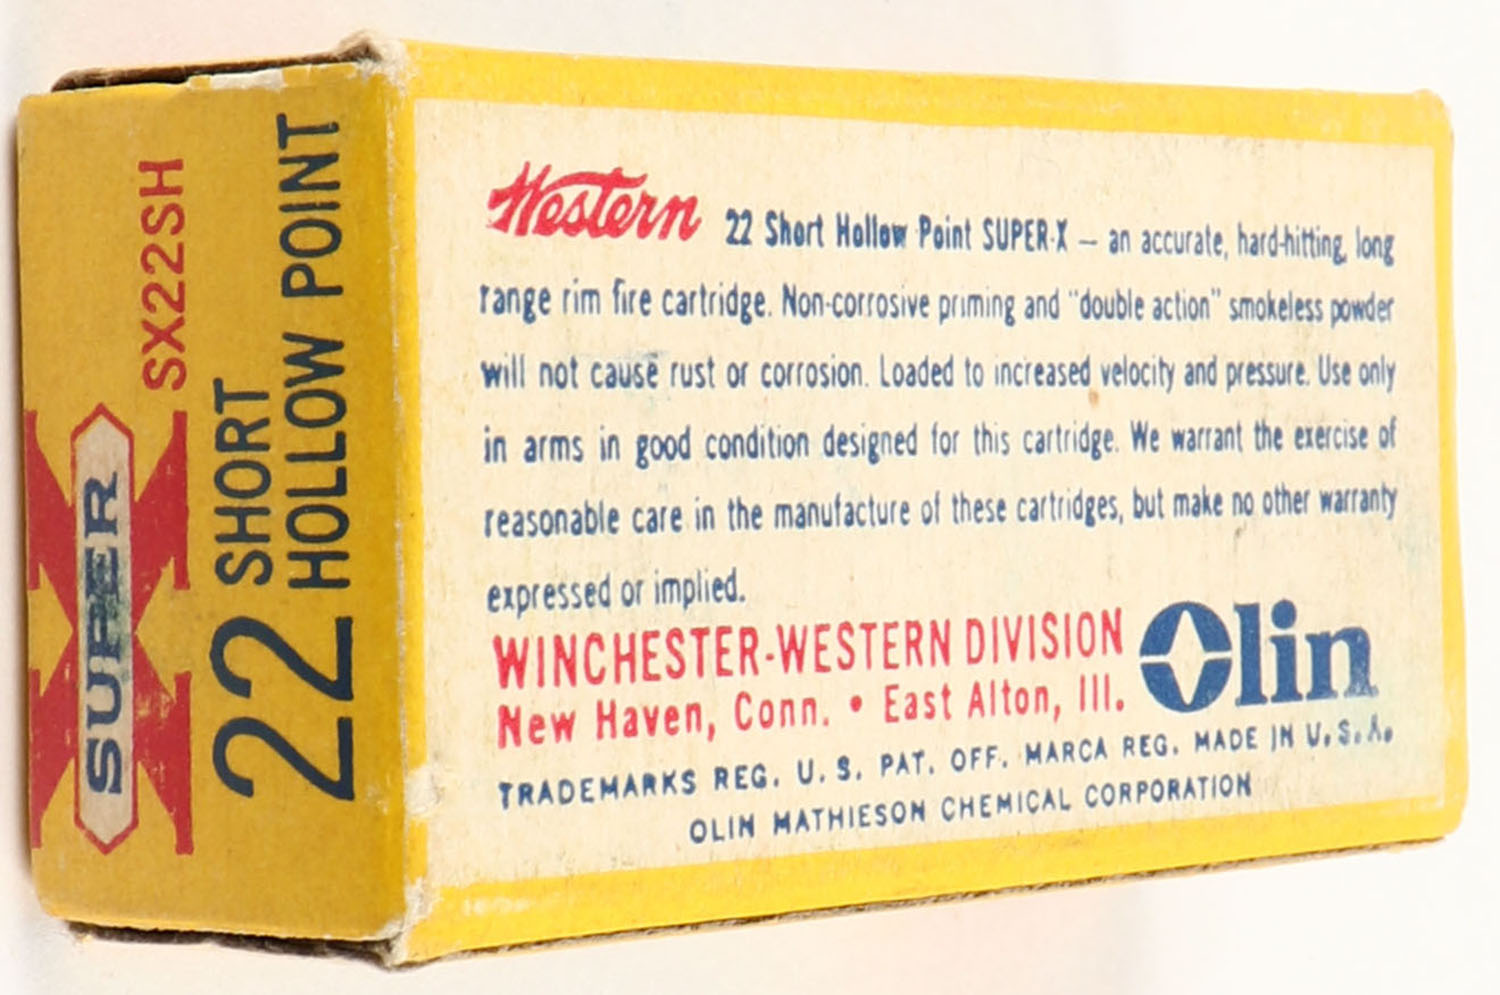 SUPER X
SX22SH
22 SHORT
HOLLOW POINT
Western 22 Short Hollow Point SUPER-X — an accurate, hard-hitting, long
range rim fire cartridge. Non-corrosive priming and "double action" smokeless powder
will not cause rust or corrosion. Loaded to increased velocity and pressure. Use only
in arms in good condition designed for this cartridge. We warrant the exercise of
reasonable care in the manufacture of these cartridges, but make no other warranty
expressed or implied.
WINCHESTER-WESTERN DIVISION
New Haven, Conn. • East Alton, Ill.
Olin
TRADEMARKS REG. U. S. PAT. OFF. MARCA REG. MADE IN U. S. A.
OLIN MATHIESON CHEMICAL CORPORATION